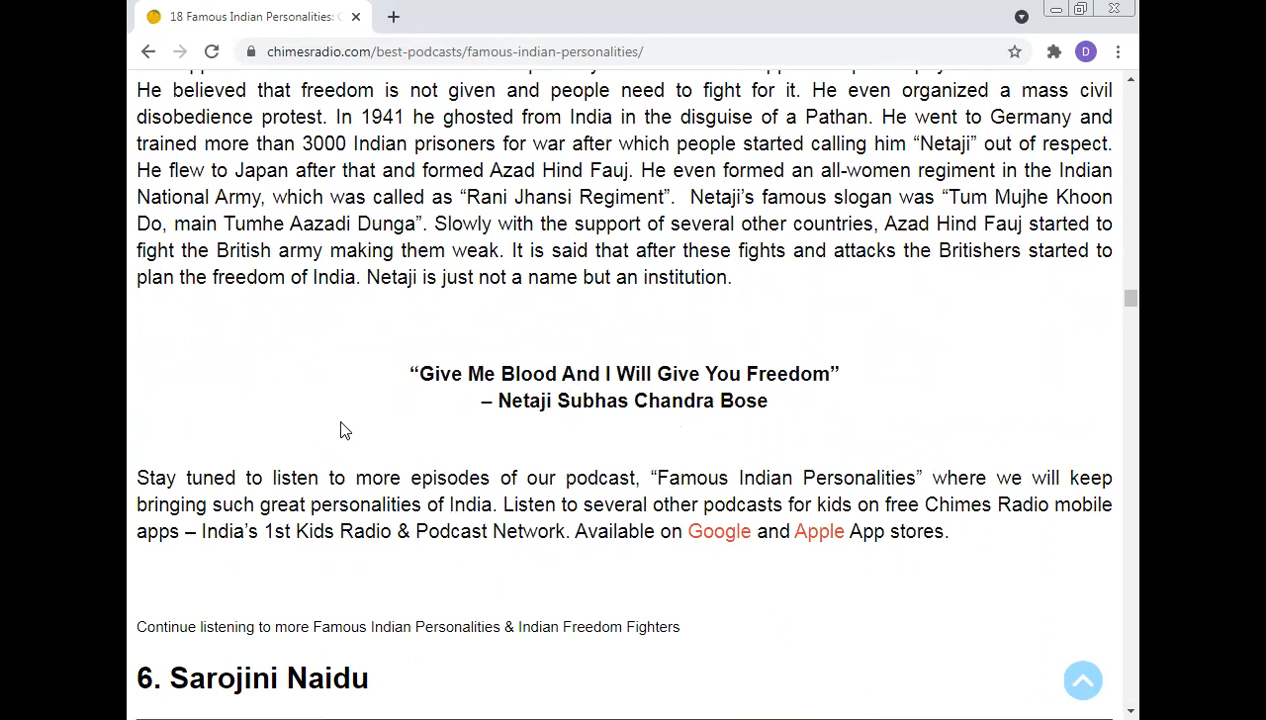 18 Famous Indian Personalities:
chimesradio.com/best-podcasts/famous-indian-personalities/
D
He believed that freedom is not given and people need to fight for it. He even organized a mass civil
disobedience protest. In 1941 he ghosted from India in the disguise of a Pathan. He went to Germany and
trained more than 3000 Indian prisoners for war after which people started calling him “Netaji” out of respect.
He flew to Japan after that and formed Azad Hind Fauj. He even formed an all-women regiment in the Indian
National Army, which was called as “Rani Jhansi Regiment”. Netaji’s famous slogan was “Tum Mujhe Khoon
Do, main Tumhe Aazadi Dunga”. Slowly with the support of several other countries, Azad Hind Fauj started to
fight the British army making them weak. It is said that after these fights and attacks the Britishers started to
plan the freedom of India. Netaji is just not a name but an institution.
“Give Me Blood And I Will Give You Freedom”
– Netaji Subhas Chandra Bose
Stay tuned to listen to more episodes of our podcast, “Famous Indian Personalities” where we will keep
bringing such great personalities of India. Listen to several other podcasts for kids on free Chimes Radio mobile
apps – India’s 1st Kids Radio & Podcast Network. Available on Google and Apple App stores.
Continue listening to more Famous Indian Personalities & Indian Freedom Fighters
6. Sarojini Naidu